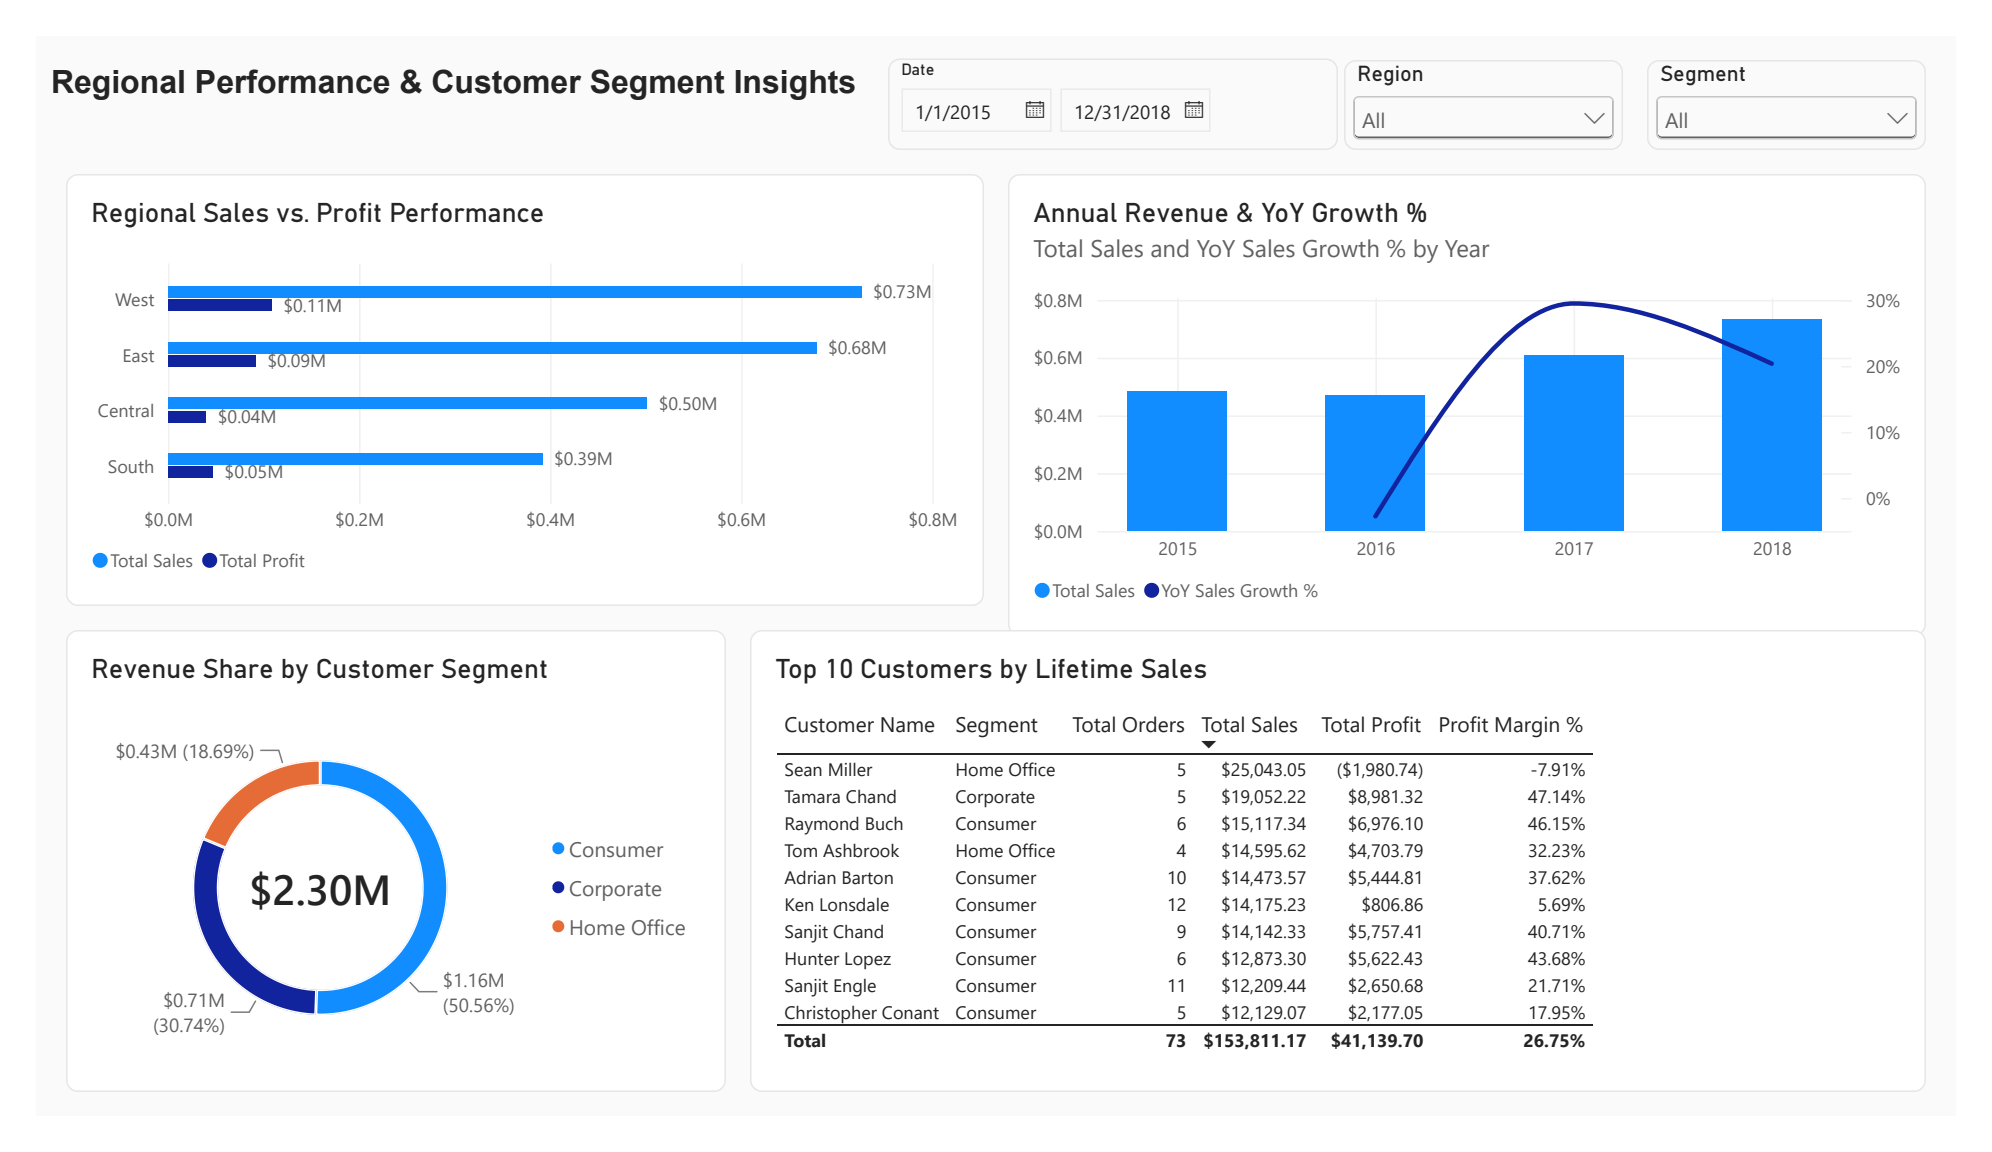 Regional Performance & Customer Segment Insights
Date
1/1/2015
12/31/2018
Region
All
Segment
All
Regional Sales vs. Profit Performance
West
$0.73M
$0.11M
East
$0.68M
$0.09M
Central
$0.50M
$0.04M
South
$0.39M
$0.05M
$0.0M $0.2M $0.4M $0.6M $0.8M
Total Sales Total Profit
Annual Revenue & YoY Growth %
Total Sales and YoY Sales Growth % by Year
$0.8M
$0.6M
$0.4M
$0.2M
$0.0M
30%
20%
10%
0%
2015 2016 2017 2018
Total Sales YoY Sales Growth %
Revenue Share by Customer Segment
$0.43M (18.69%)
$2.30M
$1.16M
(50.56%)
$0.71M
(30.74%)
Consumer
Corporate
Home Office
Top 10 Customers by Lifetime Sales
Customer Name Segment Total Orders Total Sales Total Profit Profit Margin %
Sean Miller Home Office 5 $25,043.05 ($1,980.74) -7.91%
Tamara Chand Corporate 5 $19,052.22 $8,981.32 47.14%
Raymond Buch Consumer 6 $15,117.34 $6,976.10 46.15%
Tom Ashbrook Home Office 4 $14,595.62 $4,703.79 32.23%
Adrian Barton Consumer 10 $14,473.57 $5,444.81 37.62%
Ken Lonsdale Consumer 12 $14,175.23 $806.86 5.69%
Sanjit Chand Consumer 9 $14,142.33 $5,757.41 40.71%
Hunter Lopez Consumer 6 $12,873.30 $5,622.43 43.68%
Sanjit Engle Consumer 11 $12,209.44 $2,650.68 21.71%
Christopher Conant Consumer 5 $12,129.07 $2,177.05 17.95%
Total 73 $153,811.17 $41,139.70 26.75%